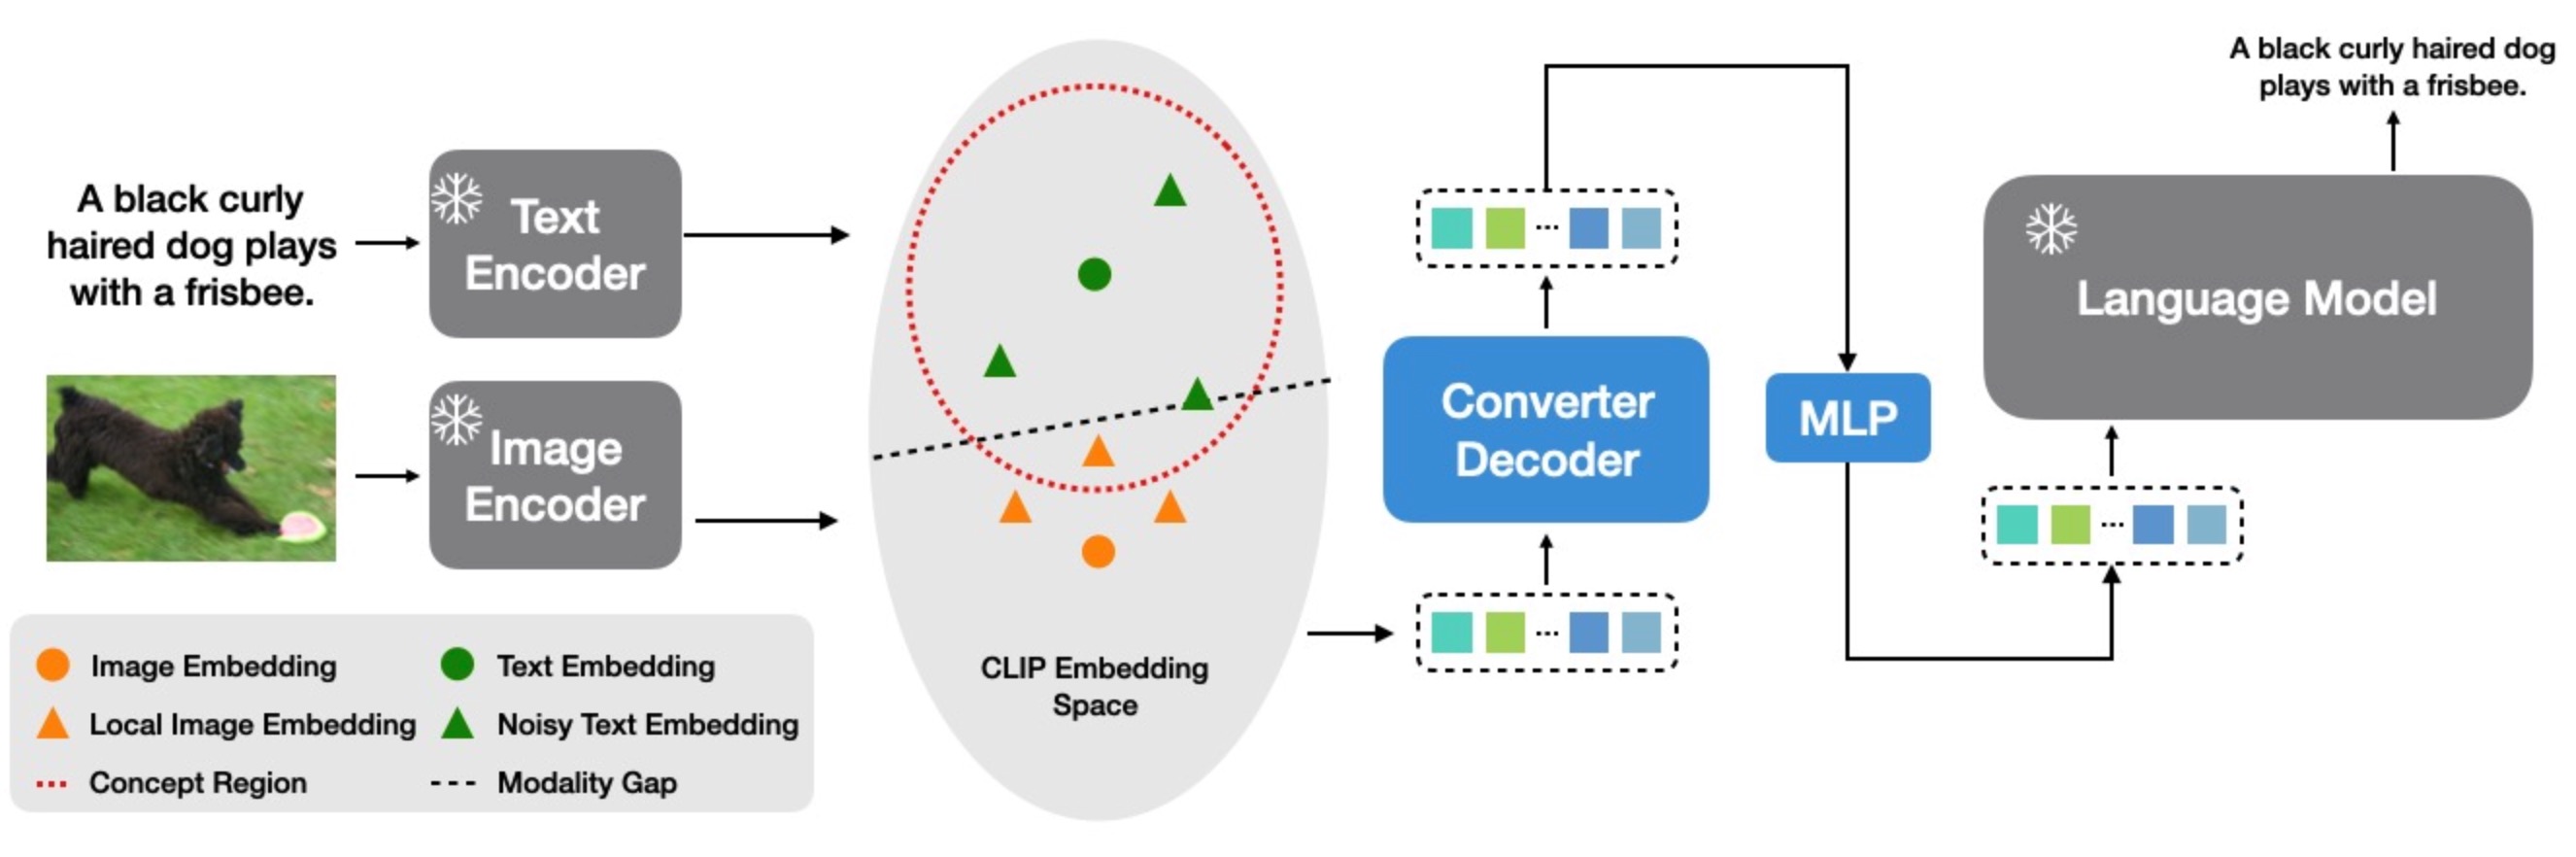 A black curly
haired dog plays
with a frisbee.
Text
Encoder
Image
Encoder
Image Embedding
Text Embedding
Local Image Embedding
Noisy Text Embedding
Concept Region
Modality Gap
CLIP Embedding
Space
Converter
Decoder
MLP
Language Model
A black curly haired dog
plays with a frisbee.